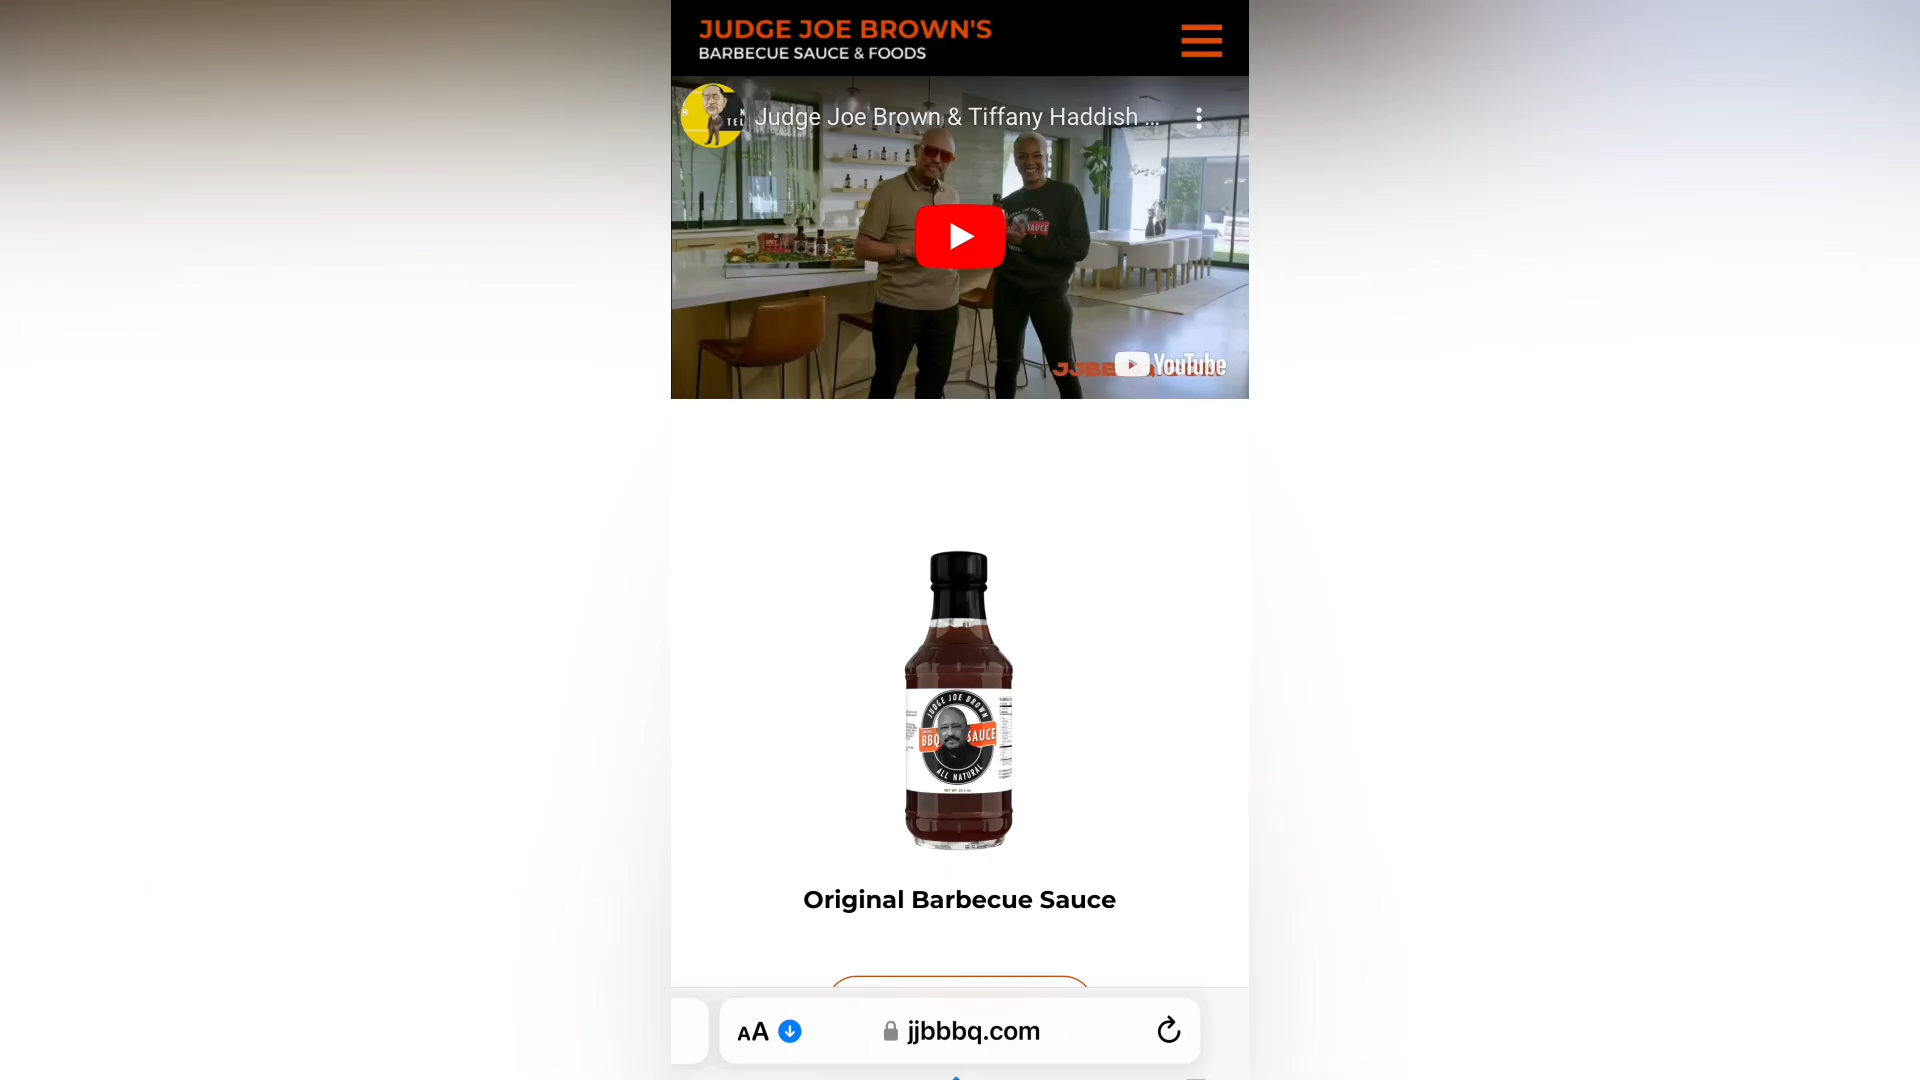 JUDGE JOE BROWN'S
BARBECUE SAUCE & FOODS
Judge Joe Brown & Tiffany Haddish ...
SAUCE
YouTube
JUDGE JOE BROWN
BBQ SAUCE
ALL NATURAL
Original Barbecue Sauce
AA
jjbbbq.com